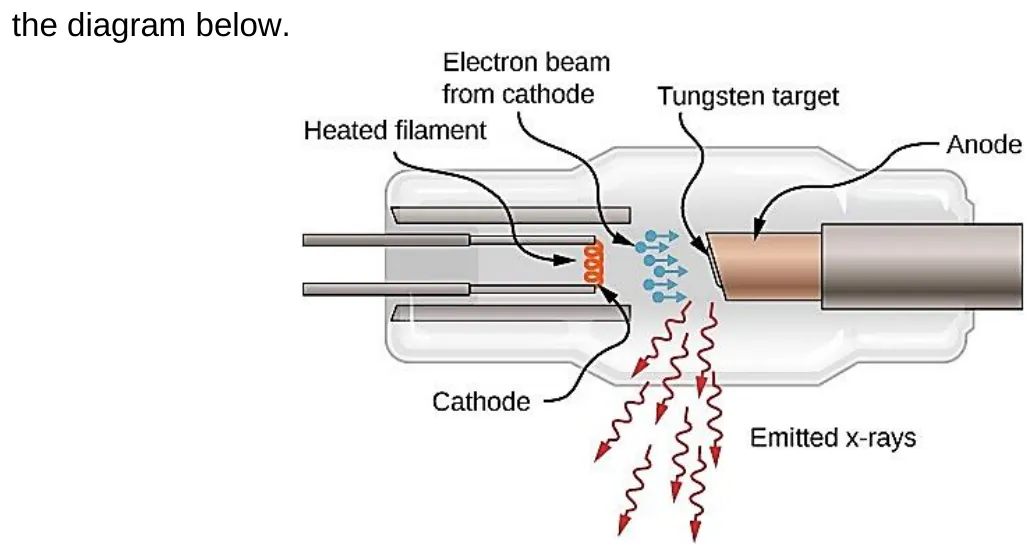 the diagram below.
Electron beam
from cathode
Tungsten target
Heated filament
Anode
Cathode
Emitted x-rays